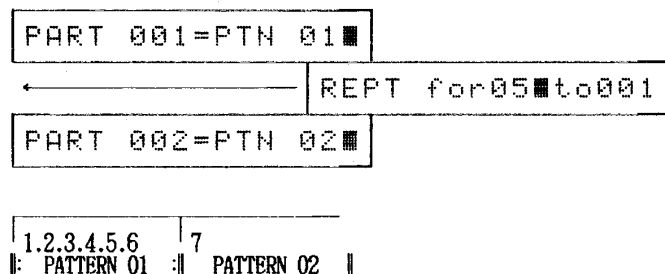 PART 001=PTN 01■
REPT for05■to001
PART 002=PTN 02■
1.2.3.4.5.6 7
‖: PATTERN 01 :‖ PATTERN 02 ‖